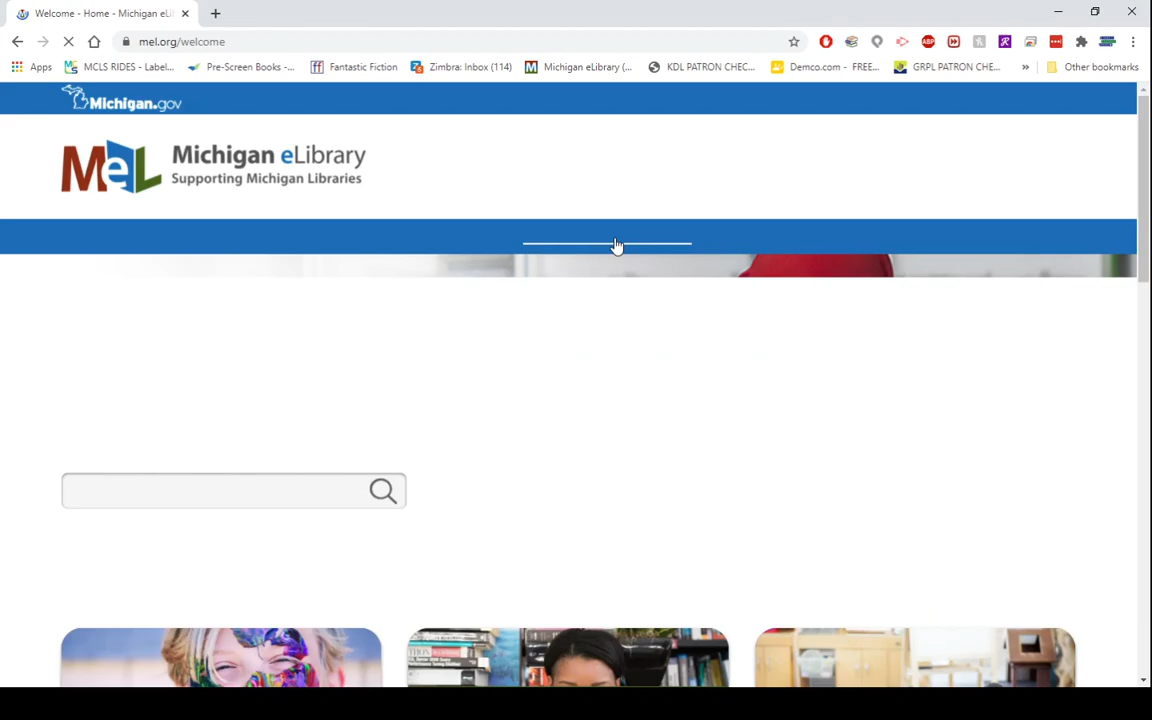 Welcome - Home - Michigan eLi
mel.org/welcome
Apps MCLS RIDES - Label... Pre-Screen Books -... ff Fantastic Fiction Zimbra: Inbox (114) M Michigan eLibrary (... KDL PATRON CHEC... Demco.com - FREE... GRPL PATRON CHE... » Other bookmarks
Michigan.gov
MeL Michigan eLibrary
Supporting Michigan Libraries